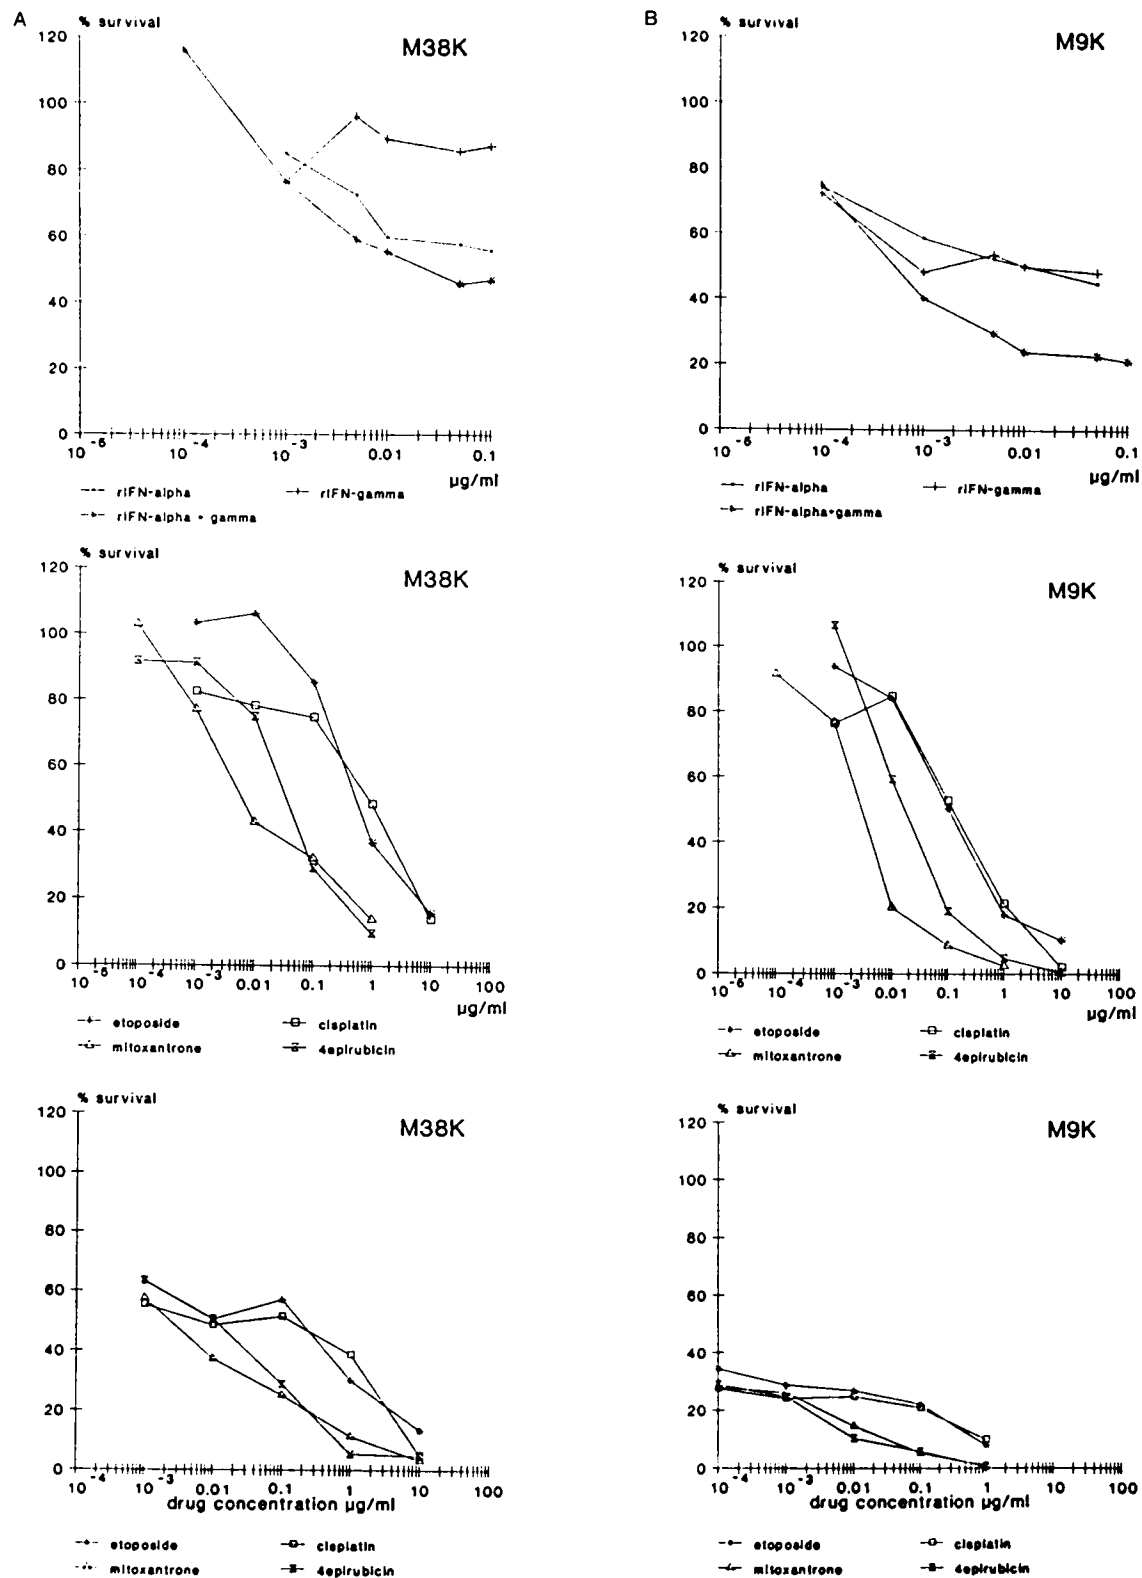 A
% survival
M38K
120
100
80
60
40
20
0
10⁻⁵ 10⁻⁴ 10⁻³ 0.01 0.1
µg/ml
rIFN-alpha rIFN-gamma
rIFN-alpha + gamma
B
% survival
M9K
120
100
80
60
40
20
0
10⁻⁵ 10⁻⁴ 10⁻³ 0.01 0.1
µg/ml
rIFN-alpha rIFN-gamma
rIFN-alpha+gamma
% survival
M38K
120
100
80
60
40
20
0
10⁻⁵ 10⁻⁴ 10⁻³ 0.01 0.1 1 10 100
µg/ml
etoposide cisplatin
mitoxantrone 4epirubicin
% survival
M9K
120
100
80
60
40
20
0
10⁻⁵ 10⁻⁴ 10⁻³ 0.01 0.1 1 10 100
µg/ml
etoposide cisplatin
mitoxantrone 4epirubicin
% survival
M38K
120
100
80
60
40
20
0
10⁻⁴ 10⁻³ 0.01 0.1 1 10 100
drug concentration µg/ml
etoposide cisplatin
mitoxantrone 4epirubicin
% survival
M9K
120
100
80
60
40
20
0
10⁻⁴ 10⁻³ 0.01 0.1 1 10 100
drug concentration µg/ml
etoposide cisplatin
mitoxantrone 4epirubicin